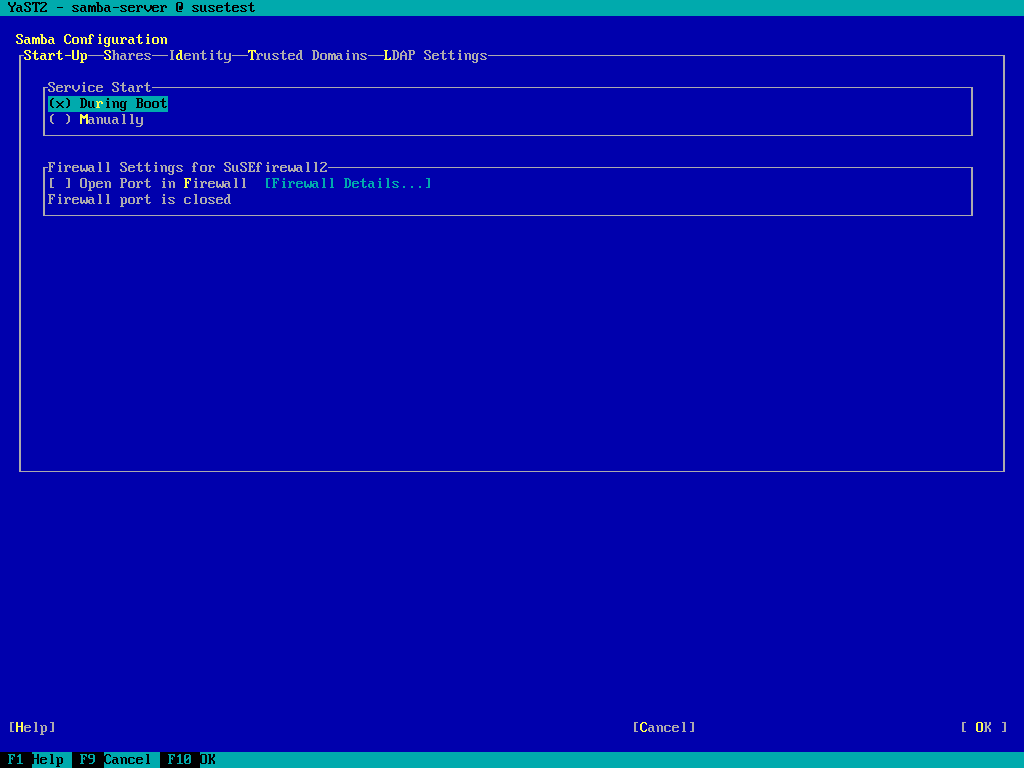 YaST2 - samba-server @ susetest
Samba Configuration
Start-Up Shares Identity Trusted Domains LDAP Settings
Service Start
(x) During Boot
( ) Manually
Firewall Settings for SuSEfirewall2
[ ] Open Port in Firewall [Firewall Details...]
Firewall port is closed
[Help] [Cancel] [ OK ]
F1 Help F9 Cancel F10 OK